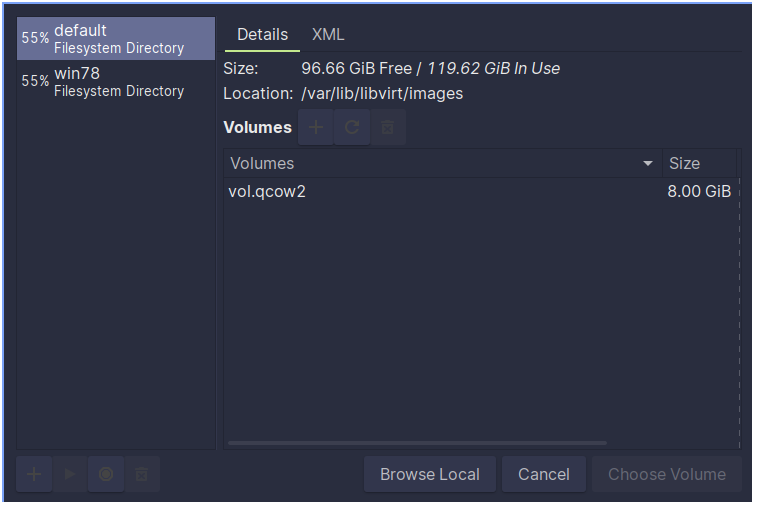 55% default
Filesystem Directory
55% win78
Filesystem Directory
Details XML
Size: 96.66 GiB Free / 119.62 GiB In Use
Location: /var/lib/libvirt/images
Volumes
Volumes Size
vol.qcow2 8.00 GiB
Browse Local Cancel Choose Volume